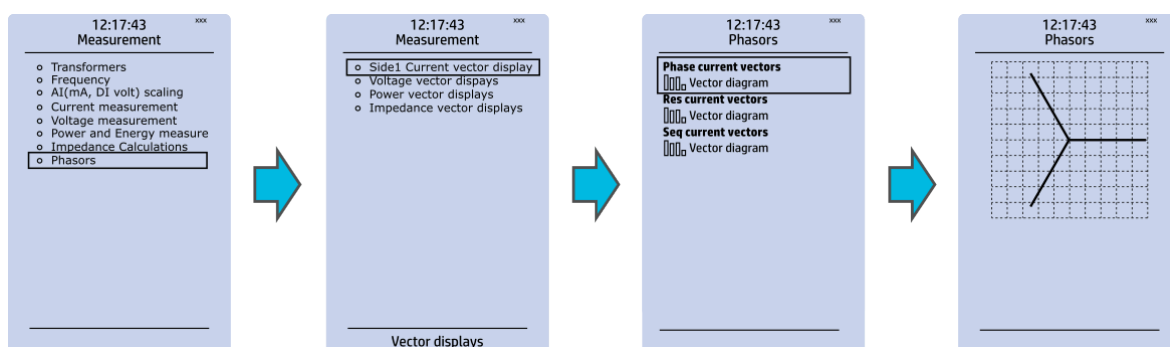 12:17:43
xxx
Measurement
Transformers
Frequency
AI(mA, DI volt) scaling
Current measurement
Voltage measurement
Power and Energy measure
Impedance Calculations
Phasors
12:17:43
xxx
Measurement
Side1 Current vector display
Voltage vector dispays
Power vector displays
Impedance vector displays
Vector displays
12:17:43
xxx
Phasors
Phase current vectors
Vector diagram
Res current vectors
Vector diagram
Seq current vectors
Vector diagram
12:17:43
xxx
Phasors